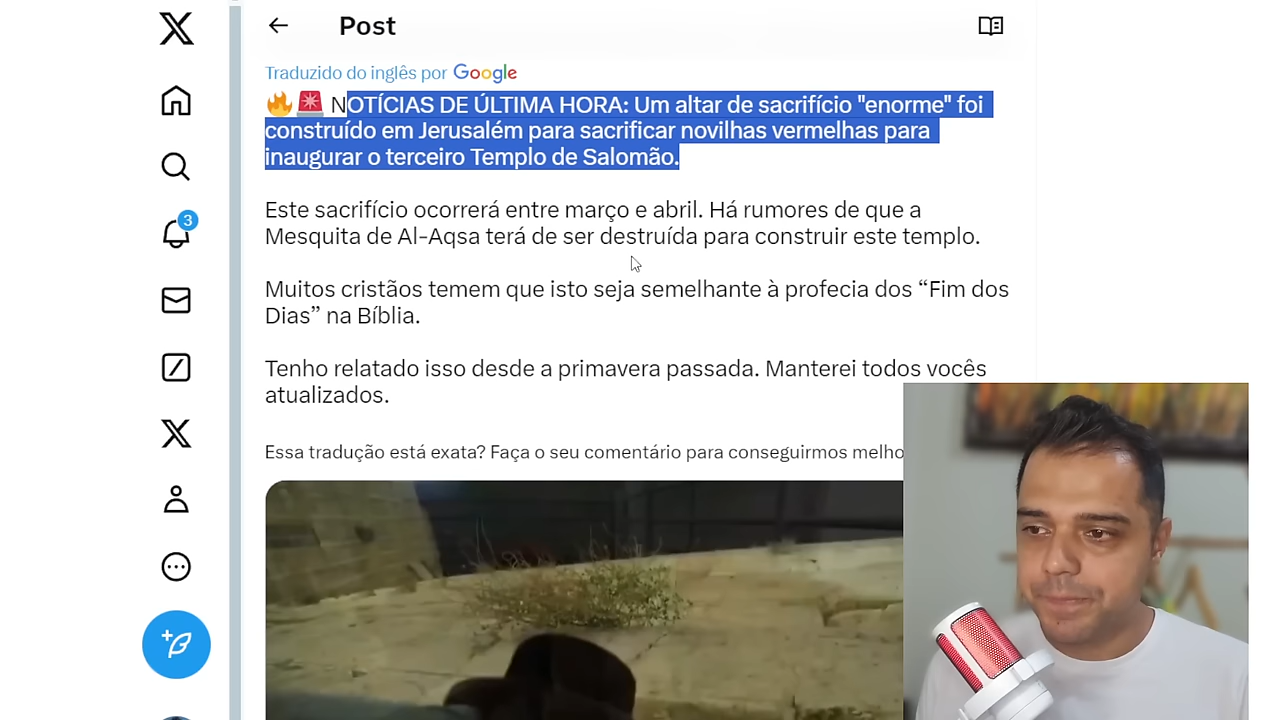 Post
Traduzido do inglês por Google
🔥🚨 NOTÍCIAS DE ÚLTIMA HORA: Um altar de sacrifício "enorme" foi
construído em Jerusalém para sacrificar novilhas vermelhas para
inaugurar o terceiro Templo de Salomão.
Este sacrifício ocorrerá entre março e abril. Há rumores de que a
Mesquita de Al-Aqsa terá de ser destruída para construir este templo.
Muitos cristãos temem que isto seja semelhante à profecia dos “Fim dos
Dias” na Bíblia.
Tenho relatado isso desde a primavera passada. Manterei todos vocês
atualizados.
Essa tradução está exata? Faça o seu comentário para conseguirmos melho
3